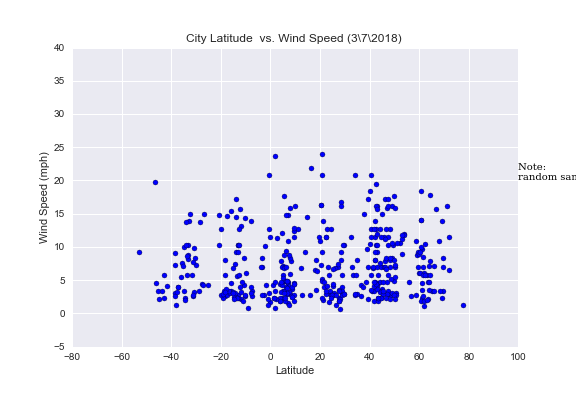 City Latitude  vs. Wind Speed (3\7\2018)
40
35
30
25
20
15
10
5
0
−5
Wind Speed (mph)
Note:
random sam
−80 −60 −40 −20 0 20 40 60 80 100
Latitude